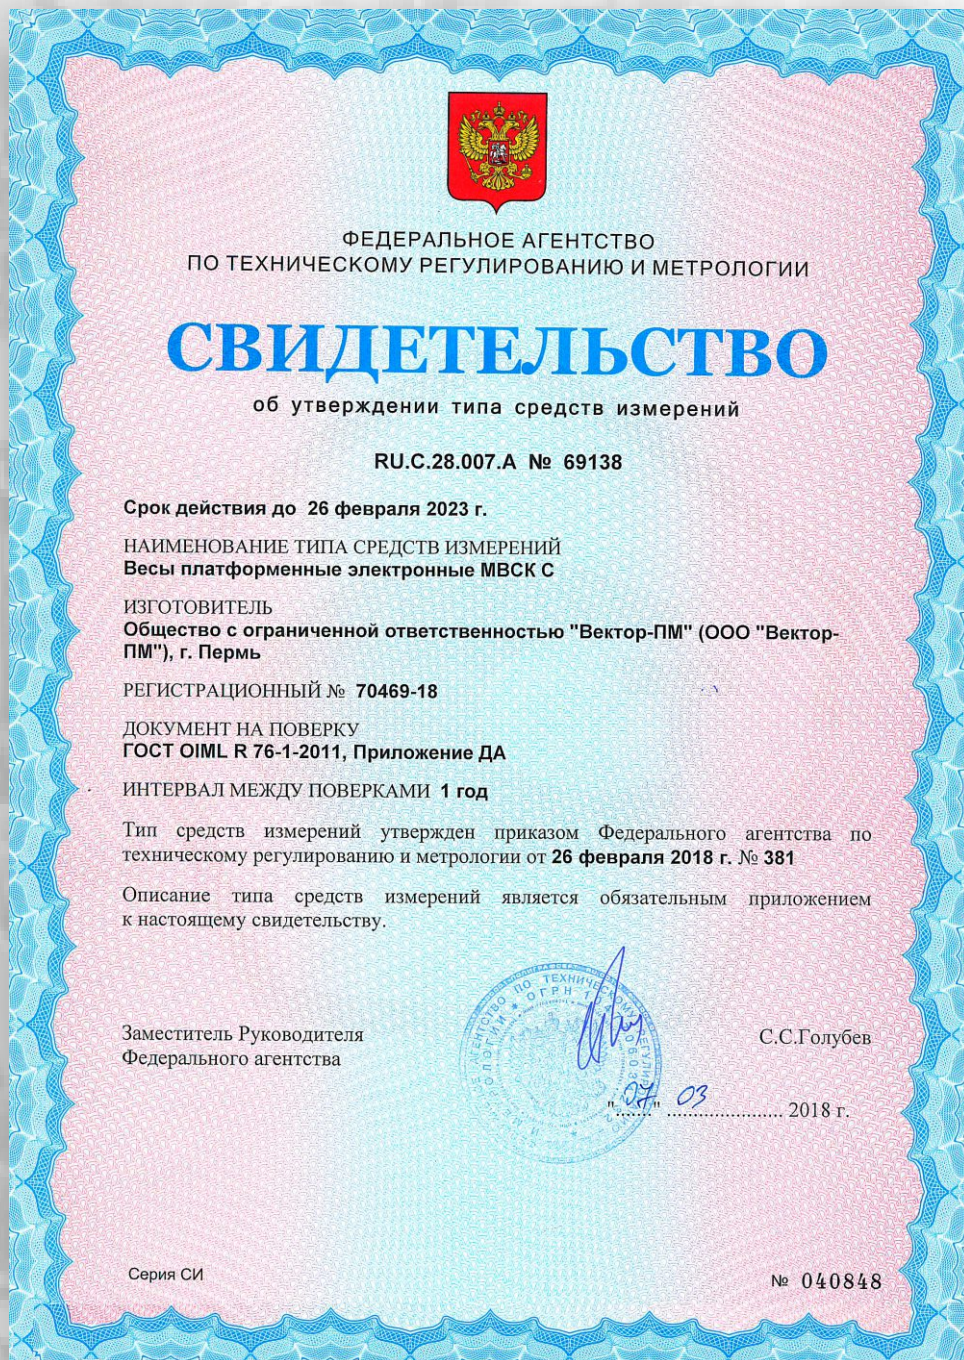 ФЕДЕРАЛЬНОЕ АГЕНТСТВО
ПО ТЕХНИЧЕСКОМУ РЕГУЛИРОВАНИЮ И МЕТРОЛОГИИ
СВИДЕТЕЛЬСТВО
об утверждении типа средств измерений
RU.C.28.007.A № 69138
Срок действия до 26 февраля 2023 г.
НАИМЕНОВАНИЕ ТИПА СРЕДСТВ ИЗМЕРЕНИЙ
Весы платформенные электронные МВСК С
ИЗГОТОВИТЕЛЬ
Общество с ограниченной ответственностью "Вектор-ПМ" (ООО "Вектор-
ПМ"), г. Пермь
РЕГИСТРАЦИОННЫЙ № 70469-18
ДОКУМЕНТ НА ПОВЕРКУ
ГОСТ OIML R 76-1-2011, Приложение ДА
ИНТЕРВАЛ МЕЖДУ ПОВЕРКАМИ 1 год
Тип средств измерений утвержден приказом Федерального агентства по
техническому регулированию и метрологии от 26 февраля 2018 г. № 381
Описание типа средств измерений является обязательным приложением
к настоящему свидетельству.
Заместитель Руководителя
Федерального агентства
С.С.Голубев
"07" 03 2018 г.
Серия СИ
№ 040848